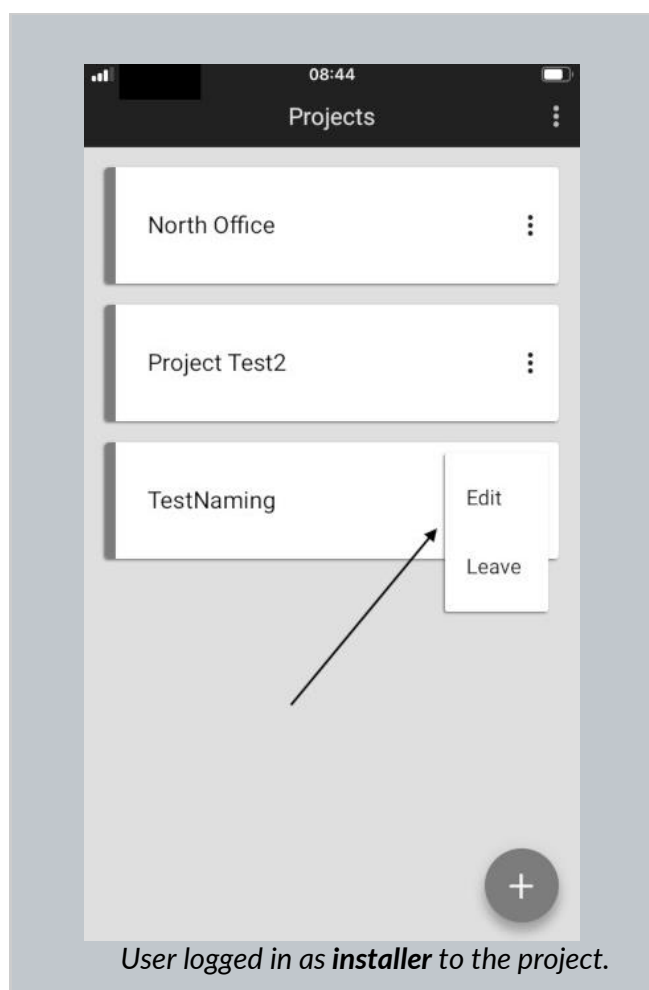 08:44
Projects
North Office
Project Test2
TestNaming
Edit
Leave
User logged in as installer to the project.